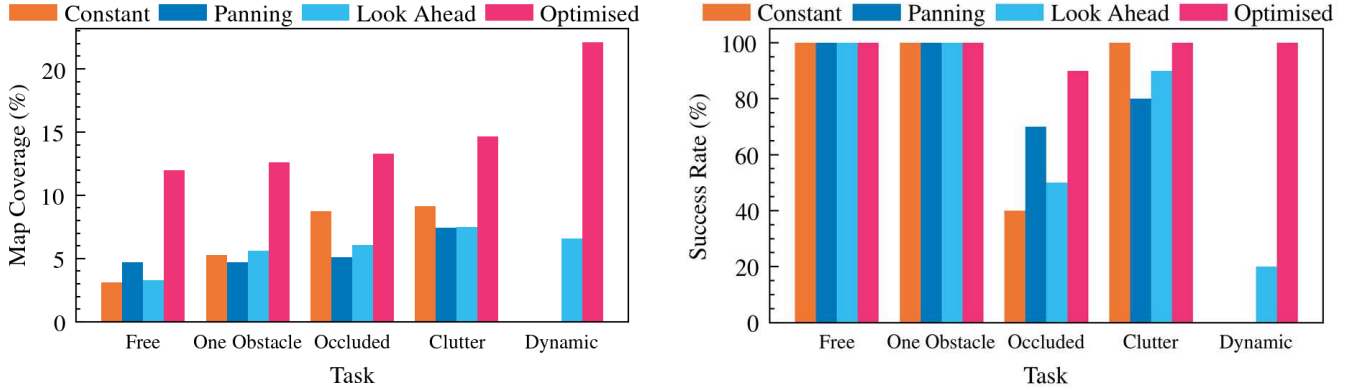 Constant Panning Look Ahead Optimised
Map Coverage (%)
20
15
10
5
0
Free One Obstacle Occluded Clutter Dynamic
Task
Constant Panning Look Ahead Optimised
Success Rate (%)
100
80
60
40
20
0
Free One Obstacle Occluded Clutter Dynamic
Task